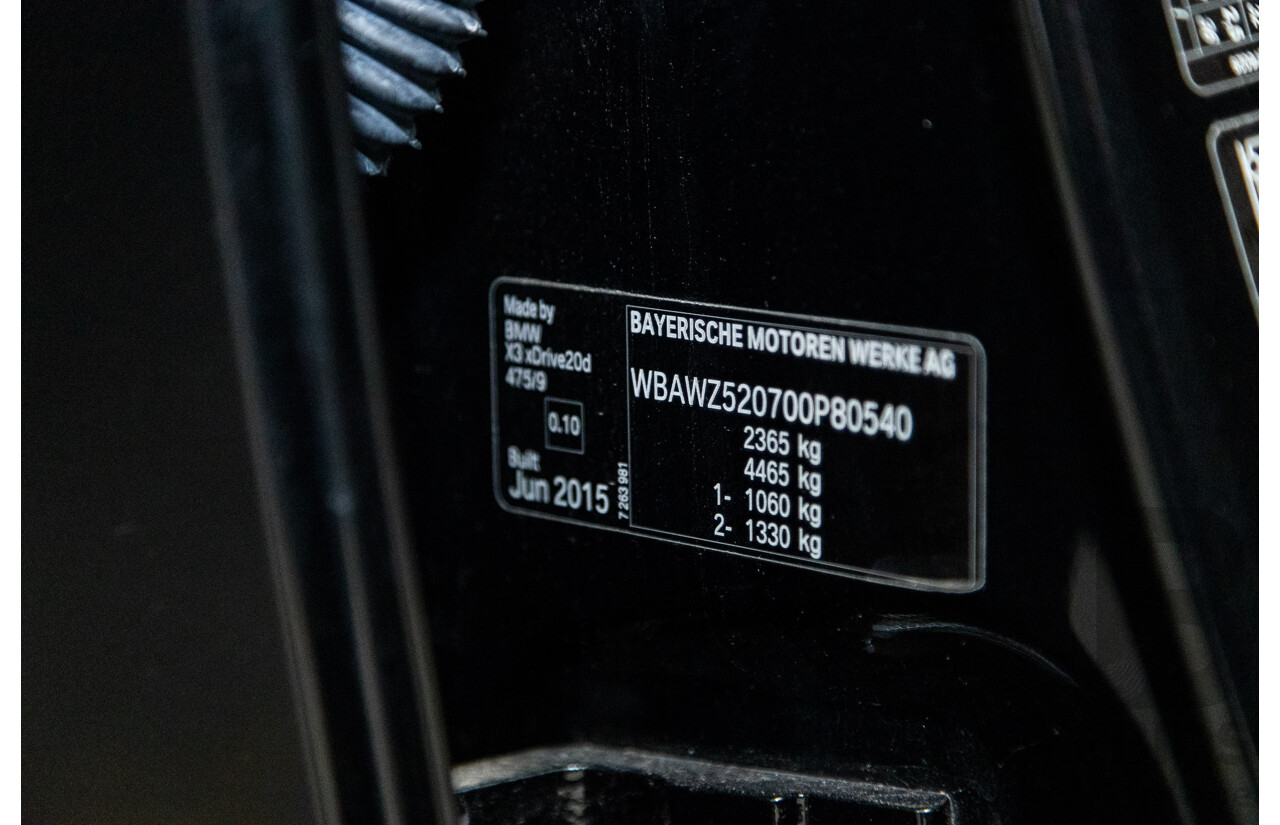 Made by
BMW
X3 xDrive20d
475/9
0.10
Built
Jun 2015
7 263 981
BAYERISCHE MOTOREN WERKE AG
WBAWZ520700P80540
2365 kg
4465 kg
1- 1060 kg
2- 1330 kg